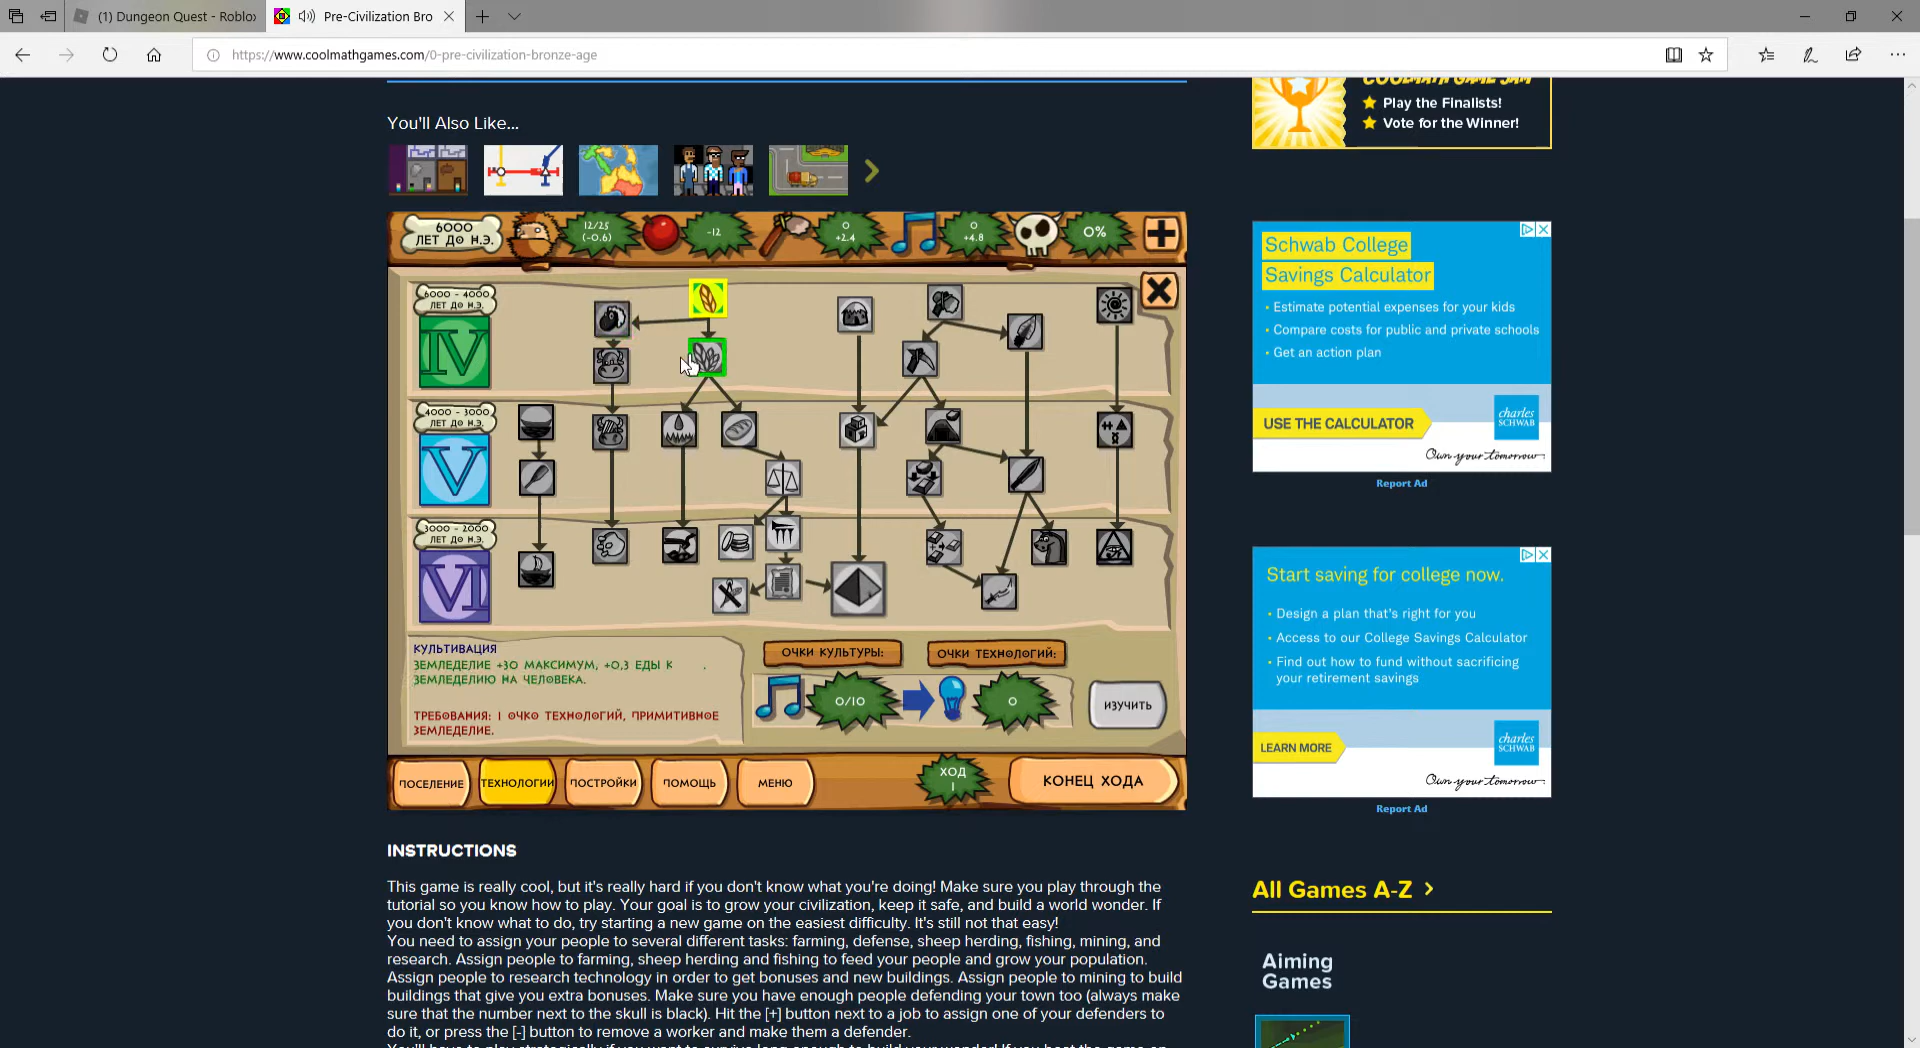 (1) Dungeon Quest - Roblox
Pre-Civilization Bro
https://www.coolmathgames.com/0-pre-civilization-bronze-age
COOLMATH GAME JAM
Play the Finalists!
Vote for the Winner!
You'll Also Like...
6000
ЛЕТ ДО Н.Э.
12/25
(-0.6)
-12
0
+2.4
0
+4.8
0%
6000 - 4000
ЛЕТ ДО Н.Э.
IV
4000 - 3000
ЛЕТ ДО Н.Э.
V
3000 - 2000
ЛЕТ ДО Н.Э.
VI
КУЛЬТИВАЦИЯ
ЗЕМЛЕДЕЛИЕ +30 МАКСИМУМ, +0,3 ЕДЫ К .
ЗЕМЛЕДЕЛИЮ НА ЧЕЛОВЕКА.
ТРЕБОВАНИЯ: 1 ОЧКО ТЕХНОЛОГИЙ, ПРИМИТИВНОЕ
ЗЕМЛЕДЕЛИЕ.
ОЧКИ КУЛЬТУРЫ:
ОЧКИ ТЕХНОЛОГИЙ:
0/10
0
ИЗУЧИТЬ
ПОСЕЛЕНИЕ
ТЕХНОЛОГИИ
ПОСТРОЙКИ
ПОМОЩЬ
МЕНЮ
ХОД
1
КОНЕЦ ХОДА
INSTRUCTIONS
This game is really cool, but it's really hard if you don't know what you're doing! Make sure you play through the
tutorial so you know how to play. Your goal is to grow your civilization, keep it safe, and build a world wonder. If
you don't know what to do, try starting a new game on the easiest difficulty. It's still not that easy!
You need to assign your people to several different tasks: farming, defense, sheep herding, fishing, mining, and
research. Assign people to farming, sheep herding and fishing to feed your people and grow your population.
Assign people to research technology in order to get bonuses and new buildings. Assign people to mining to build
buildings that give you extra bonuses. Make sure you have enough people defending your town too (always make
sure that the number next to the skull is black). Hit the [+] button next to a job to assign one of your defenders to
do it, or press the [-] button to remove a worker and make them a defender.
Schwab College
Savings Calculator
• Estimate potential expenses for your kids
• Compare costs for public and private schools
• Get an action plan
USE THE CALCULATOR
charles
SCHWAB
Own your tomorrow.
Report Ad
Start saving for college now.
• Design a plan that's right for you
• Access to our College Savings Calculator
• Find out how to fund without sacrificing
your retirement savings
LEARN MORE
charles
SCHWAB
Own your tomorrow.
Report Ad
All Games A-Z
Aiming
Games